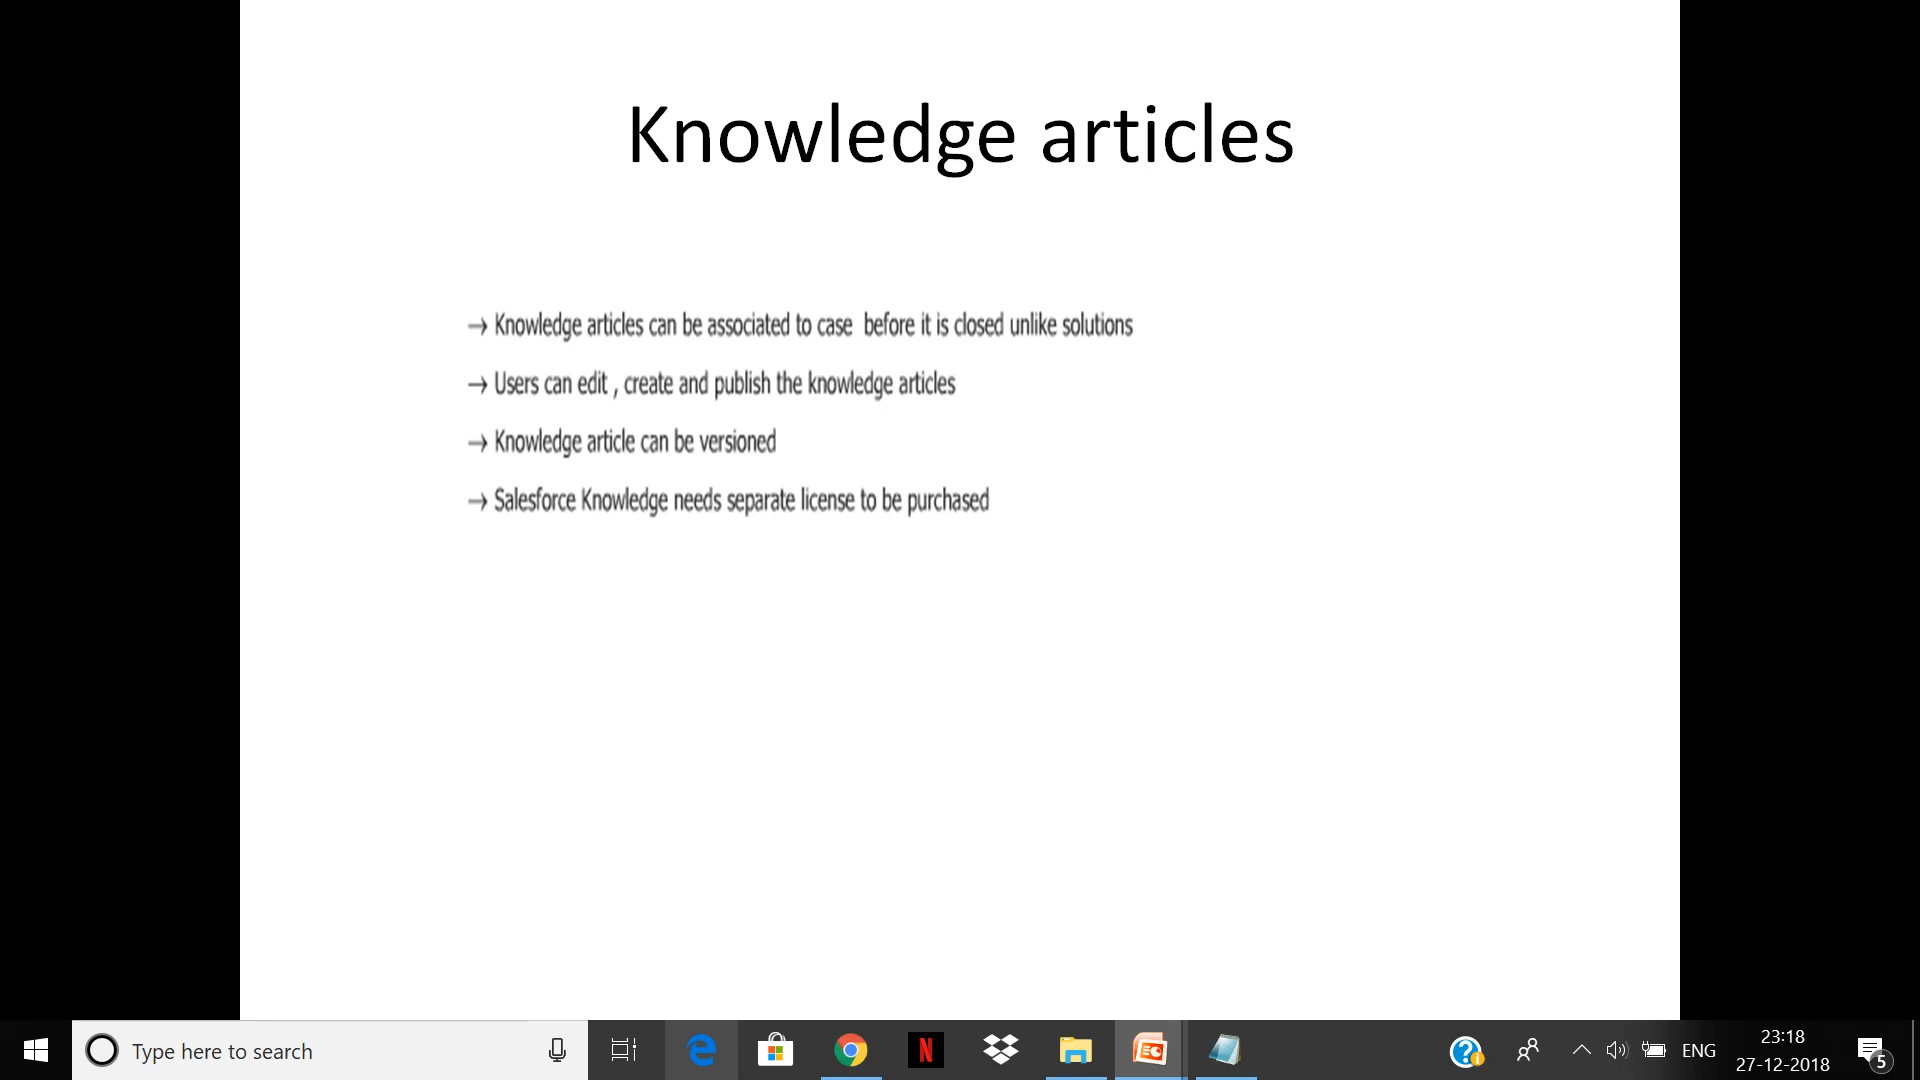 Knowledge articles
→ Knowledge articles can be associated to case  before it is closed unlike solutions
→ Users can edit , create and publish the knowledge articles
→ Knowledge article can be versioned
→ Salesforce Knowledge needs separate license to be purchased
Type here to search
N
ENG
23:18
27-12-2018
5